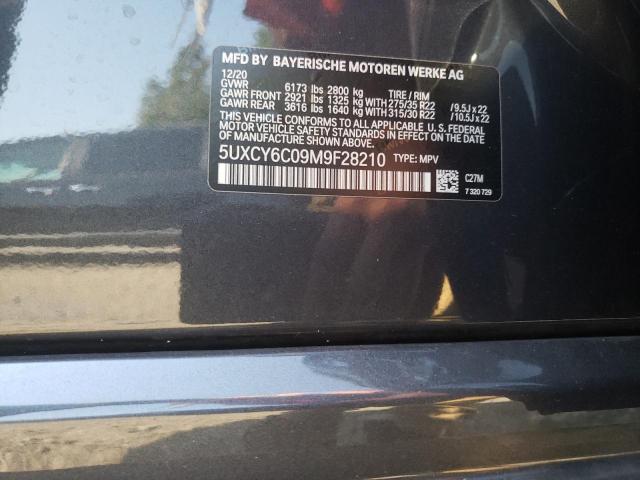 MFD BY BAYERISCHE MOTOREN WERKE AG
12/20
GVWR 6173 lbs 2800 kg TIRE / RIM
GAWR FRONT 2921 lbs 1325 kg WITH 275/35 R22 / 9.5J x 22
GAWR REAR 3616 lbs 1640 kg WITH 315/30 R22 / 10.5J x 22
THIS VEHICLE CONFORMS TO ALL APPLICABLE U.S. FEDERAL
MOTOR VEHICLE SAFETY STANDARDS IN EFFECT ON THE DATE
OF MANUFACTURE SHOWN ABOVE.
5UXCY6C09M9F28210 TYPE: MPV
C27M
7 320 729